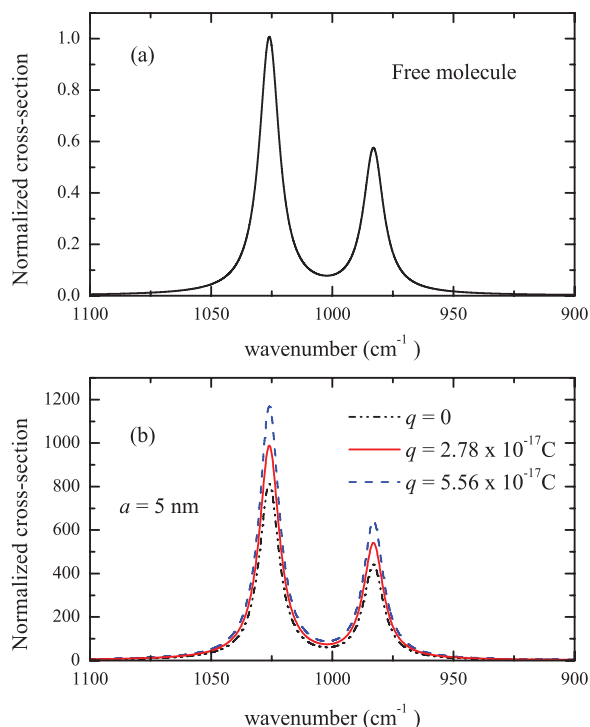 1.0
(a)
Free molecule
0.8
0.6
0.4
0.2
0.0
Normalized cross-section
1100 1050 1000 950 900
wavenumber (cm⁻¹ )
1200
q = 0
(b)
q = 2.78 x 10⁻¹⁷C
1000
q = 5.56 x 10⁻¹⁷C
a = 5 nm
800
600
400
200
0
Normalized cross-section
1100 1050 1000 950 900
wavenumber (cm⁻¹ )